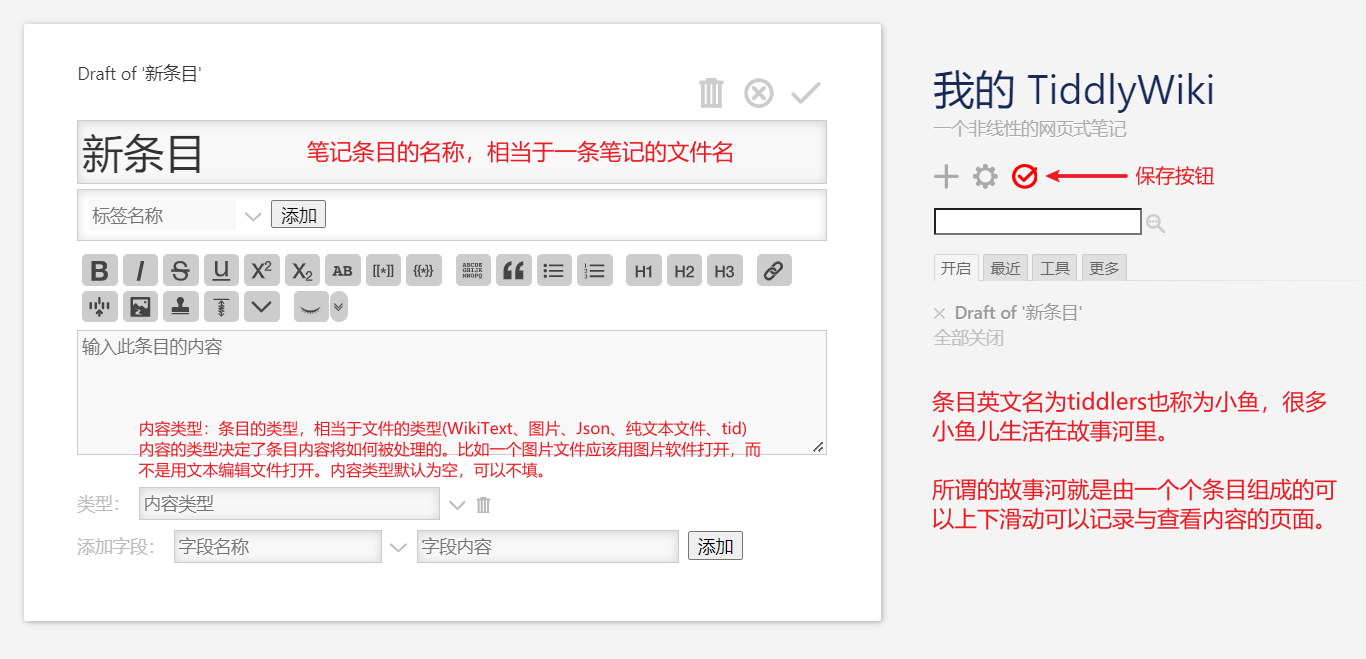 Draft of '新条目'
新条目
笔记条目的名称，相当于一条笔记的文件名
标签名称
添加
B I S U X² X₂ AB [[*]] {{*}} ABCDE GHIJK MNOPQ 1 2 3 H1 H2 H3
输入此条目的内容
内容类型：条目的类型，相当于文件的类型(WikiText、图片、Json、纯文本文件、tid)
内容的类型决定了条目内容将如何被处理的。比如一个图片文件应该用图片软件打开，而
不是用文本编辑文件打开。内容类型默认为空，可以不填。
类型： 内容类型
添加字段： 字段名称 字段内容 添加
我的 TiddlyWiki
一个非线性的网页式笔记
保存按钮
开启 最近 工具 更多
× Draft of '新条目'
全部关闭
条目英文名为tiddlers也称为小鱼，很多
小鱼儿生活在故事河里。
所谓的故事河就是由一个个条目组成的可
以上下滑动可以记录与查看内容的页面。